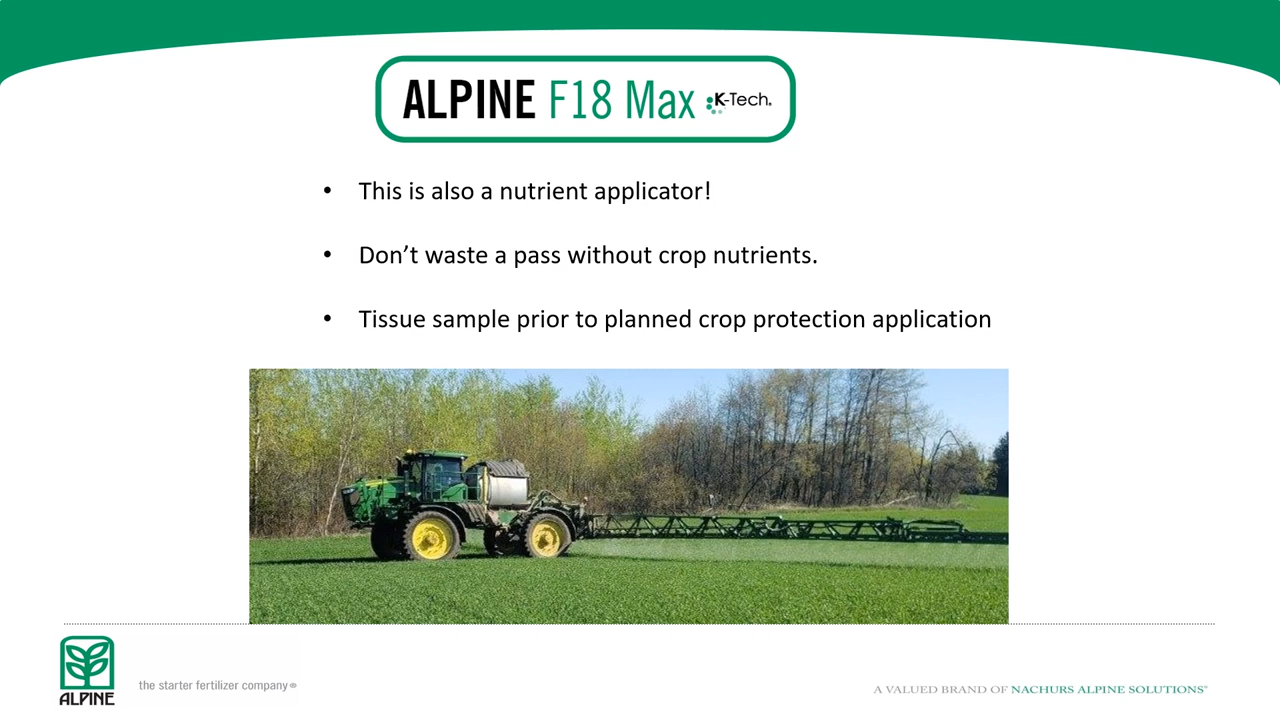 ALPINE F18 Max K-Tech®
• This is also a nutrient applicator!
• Don’t waste a pass without crop nutrients.
• Tissue sample prior to planned crop protection application
ALPINE
the starter fertilizer company®
A VALUED BRAND OF NACHURS ALPINE SOLUTIONS®